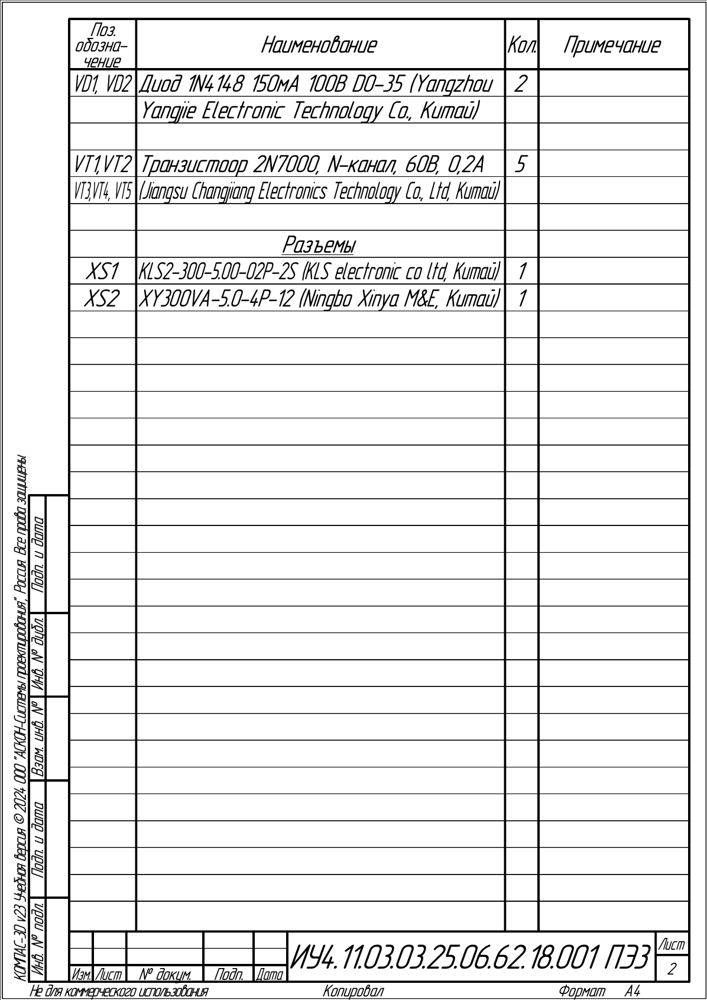 Поз. обозна-чение Наименование Кол. Примечание
VD1, VD2 Диод 1N4148 150мА 100В DO-35 (Yangzhou 2
Yangjie Electronic Technology Co., Китай)
VT1,VT2 Транзистоор 2N7000, N-канал, 60В, 0,2А 5
VT3,VT4, VT5 (Jiangsu Changjiang Electronics Technology Co., Ltd, Китай)
Разъемы
XS1 KLS2-300-5.00-02P-2S (KLS electronic co ltd, Китай) 1
XS2 XY300VA-5.0-4P-12 (Ningbo Xinya M&E, Китай) 1
КОМПАС-3D v23 Учебная версия © 2024 ООО "АСКОН-Системы проектирования", Россия. Все права защищены.
Подп. и дата
Инв. № дубл.
Взам. инв. №
Подп. и дата
Инв. № подл.
ИУ4.11.03.03.25.06.62.18.001 ПЭ3
Лист
2
Изм. Лист № докум. Подп. Дата
Не для коммерческого использования Копировал Формат А4